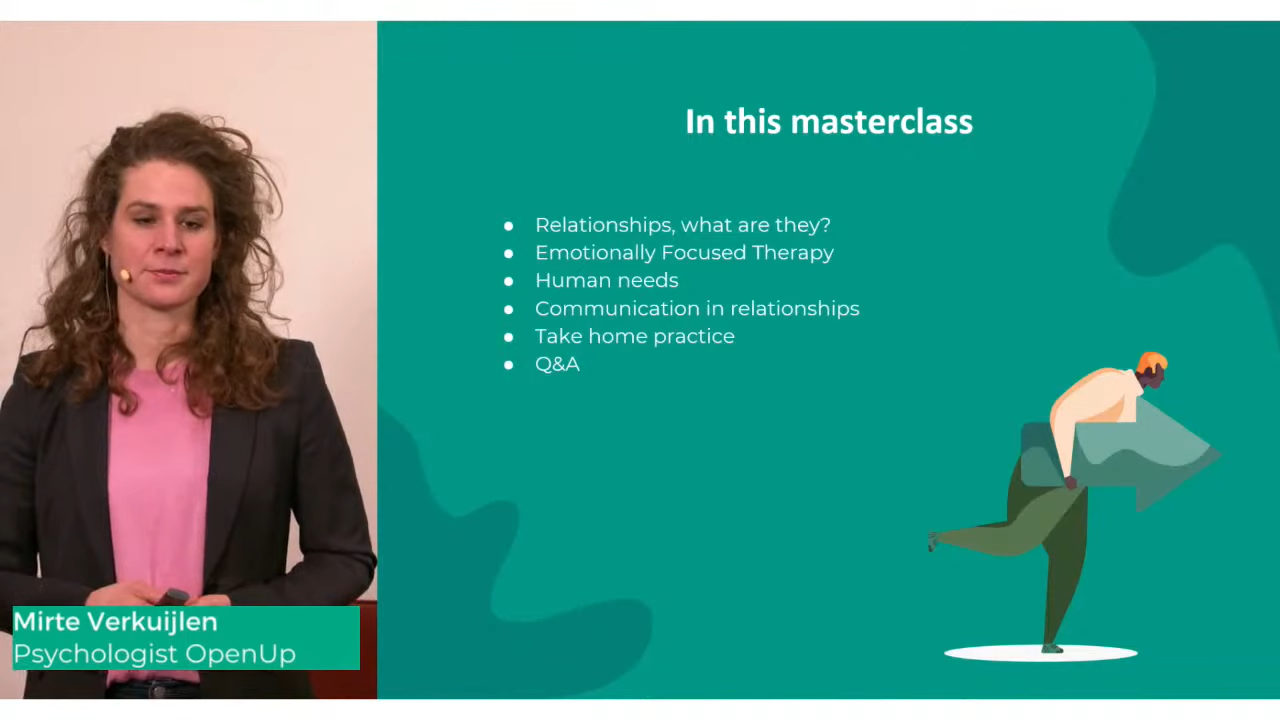 In this masterclass
● Relationships, what are they?
● Emotionally Focused Therapy
● Human needs
● Communication in relationships
● Take home practice
● Q&A
Mirte Verkuijlen
Psychologist OpenUp